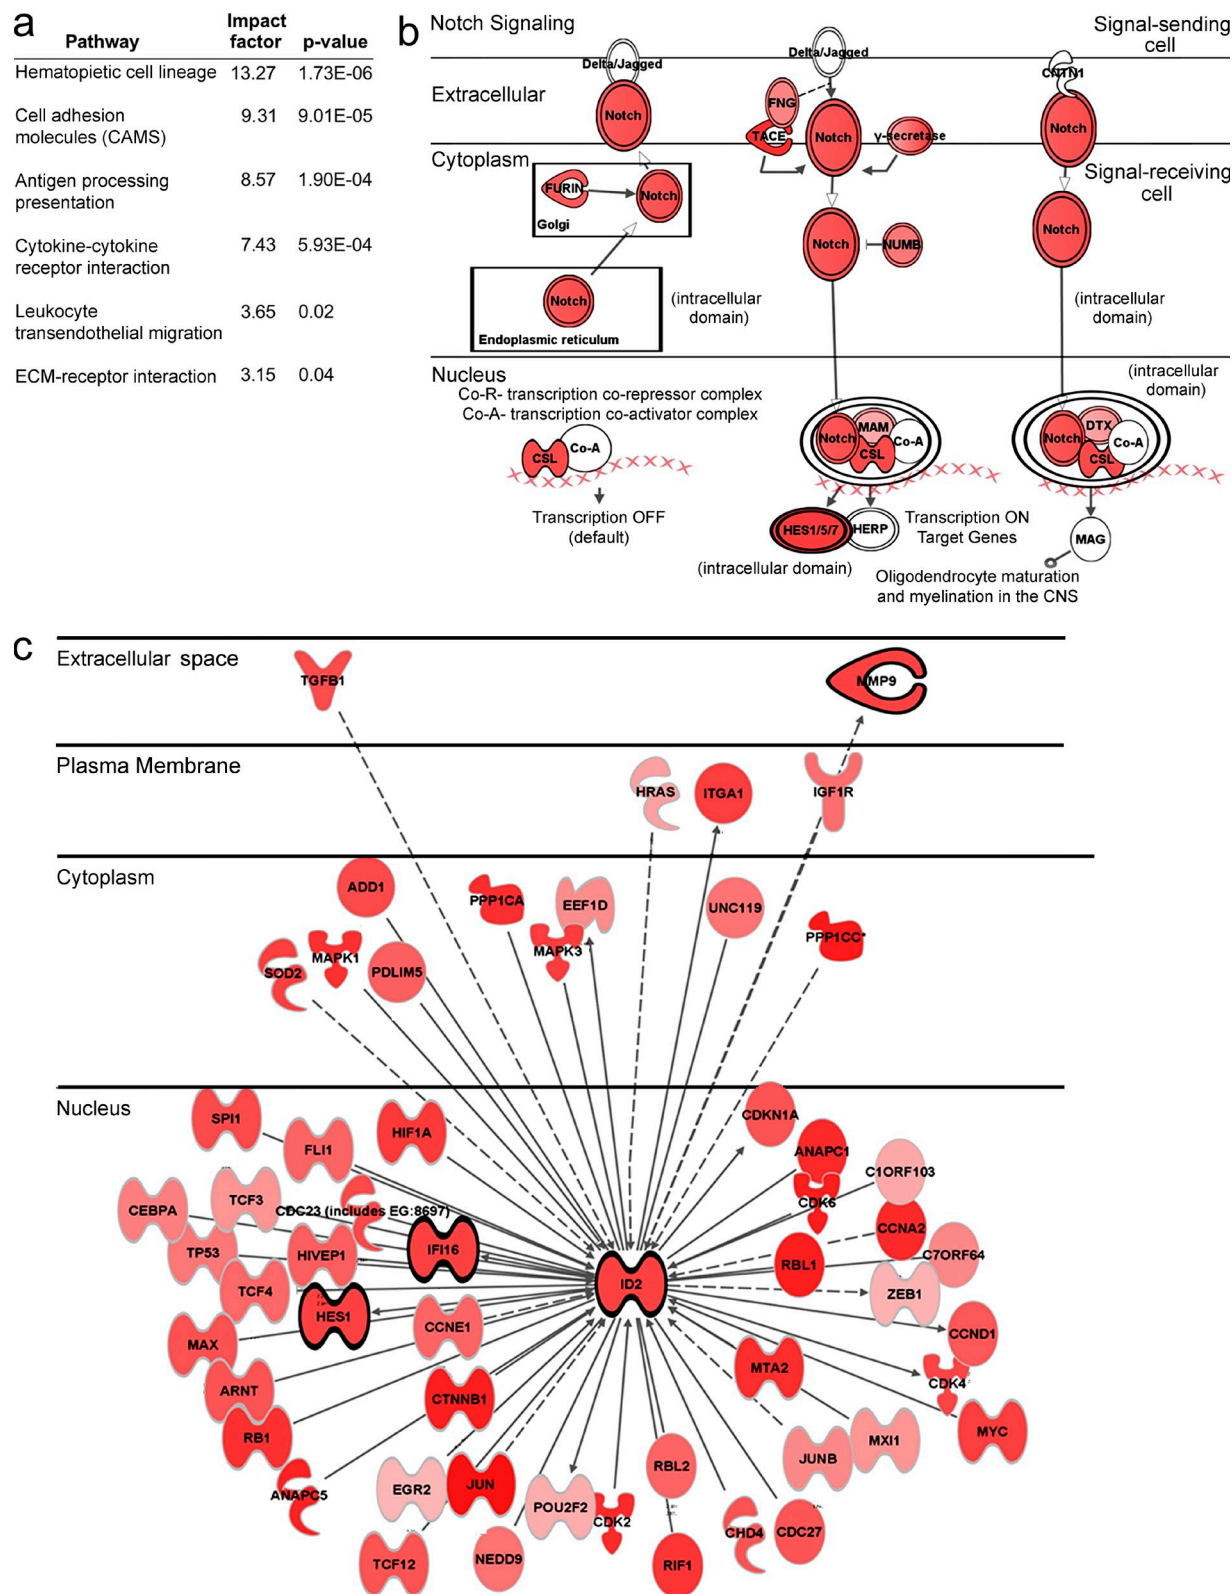 a
Pathway
Impact
factor
p-value
Hematopietic cell lineage 13.27 1.73E-06
Cell adhesion
molecules (CAMS)
9.31 9.01E-05
Antigen processing
presentation
8.57 1.90E-04
Cytokine-cytokine
receptor interaction
7.43 5.93E-04
Leukocyte
transendothelial migration
3.65 0.02
ECM-receptor interaction 3.15 0.04
b
Notch Signaling
Signal-sending
cell
Delta/Jagged
Delta/Jagged
CNTN1
Extracellular
Notch
FNG
TACE
Notch
γ-secretase
Notch
Cytoplasm
Signal-receiving
cell
FURIN
Notch
Golgi
Notch
NUMB
Notch
Notch
Endoplasmic reticulum
(intracellular
domain)
(intracellular
domain)
Nucleus
(intracellular
domain)
Co-R- transcription co-repressor complex
Co-A- transcription co-activator complex
CSL
Co-A
Notch
MAM
CSL
Co-A
Notch
DTX
CSL
Co-A
Transcription OFF
(default)
HES1/5/7
HERP
Transcription ON
Target Genes
MAG
(intracellular domain)
Oligodendrocyte maturation
and myelination in the CNS
c
Extracellular space
TGFB1
MMP9
Plasma Membrane
HRAS
ITGA1
IGF1R
Cytoplasm
ADD1
PPP1CA
EEF1D
UNC119
PPP1CC*
MAPK1
MAPK3
SOD2
PDLIM5
Nucleus
SPI1
FLI1
HIF1A
CDKN1A
ANAPC1
C1ORF103
CEBPA
TCF3
CDC23 (includes EG:8697)
CDK6
CCNA2
TP53
HIVEP1
IFI16
RBL1
C7ORF64
TCF4
ID2
ZEB1
HES1
CCNE1
CCND1
MAX
ARNT
CTNNB1
MTA2
CDK4
RB1
MYC
MXI1
ANAPC5
EGR2
JUN
POU2F2
CDK2
RBL2
JUNB
CHD4
CDC27
TCF12
NEDD9
RIF1